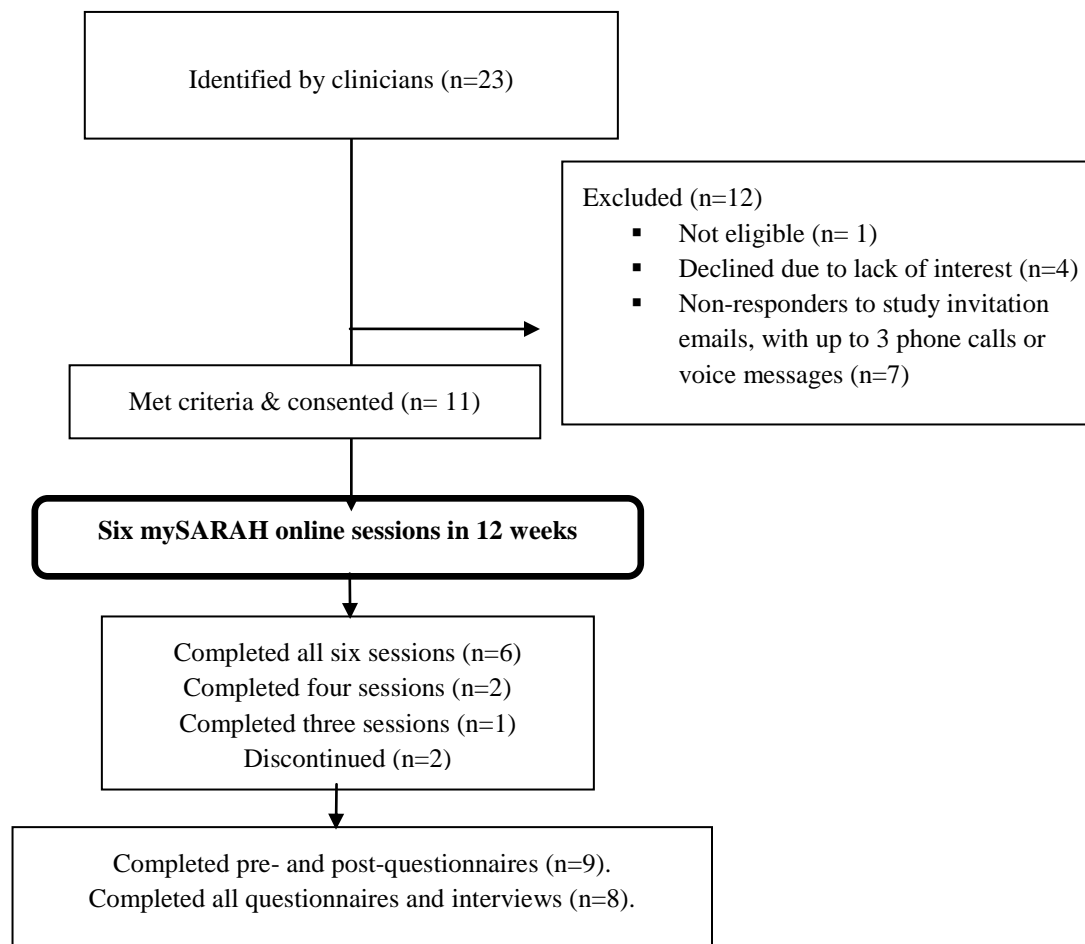 Identified by clinicians (n=23)
Excluded (n=12)
▪ Not eligible (n= 1)
▪ Declined due to lack of interest (n=4)
▪ Non-responders to study invitation
emails, with up to 3 phone calls or
voice messages (n=7)
Met criteria & consented (n= 11)
Six mySARAH online sessions in 12 weeks
Completed all six sessions (n=6)
Completed four sessions (n=2)
Completed three sessions (n=1)
Discontinued (n=2)
Completed pre- and post-questionnaires (n=9).
Completed all questionnaires and interviews (n=8).